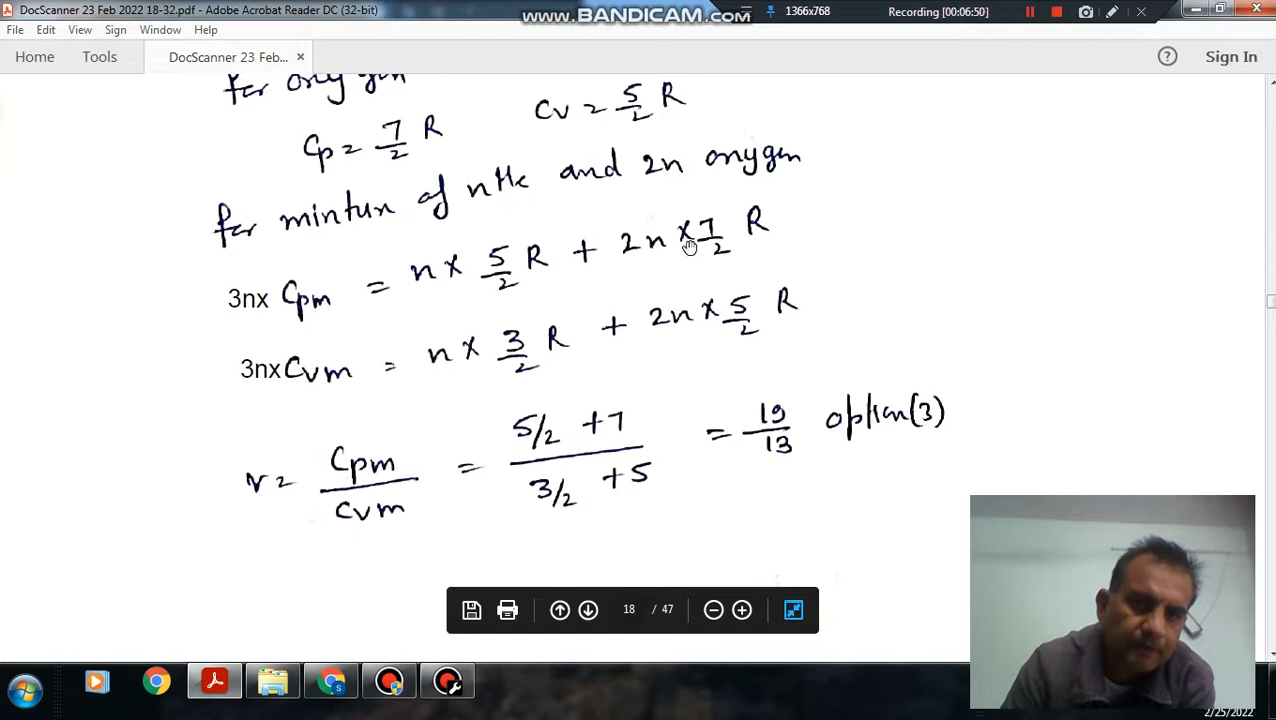 DocScanner 23 Feb 2022 18-32.pdf - Adobe Acrobat Reader DC (32-bit)
www.BANDICAM.com
1366x768
Recording [00:06:50]
File Edit View Sign Window Help
Home Tools DocScanner 23 Feb... × Sign In
for oxygen
Cp = 7/2 R Cv = 5/2 R
for mixture of nHe and 2n oxygen
3nx Cpm = n x 5/2 R + 2n x 7/2 R
3nxCvm = n x 3/2 R + 2n x 5/2 R
r = Cpm/Cvm = 5/2 + 7 / 3/2 + 5 = 19/13 option(3)
18 / 47
2/25/2022